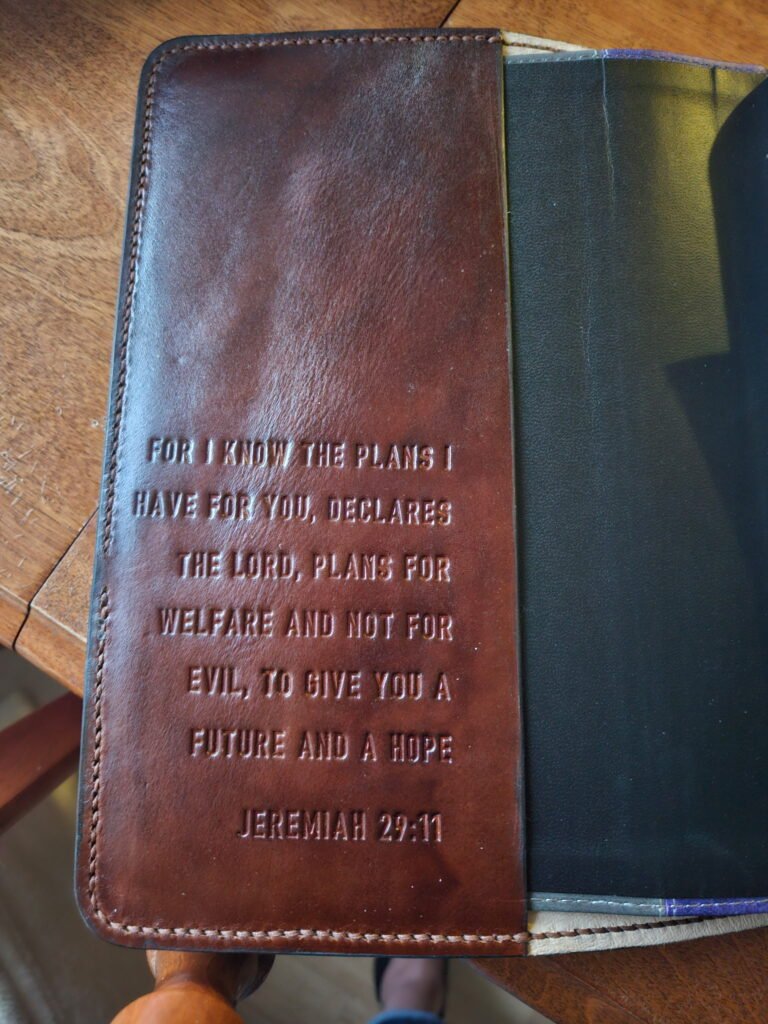 FOR I KNOW THE PLANS I
HAVE FOR YOU, DECLARES
THE LORD, PLANS FOR
WELFARE AND NOT FOR
EVIL, TO GIVE YOU A
FUTURE AND A HOPE
JEREMIAH 29:11